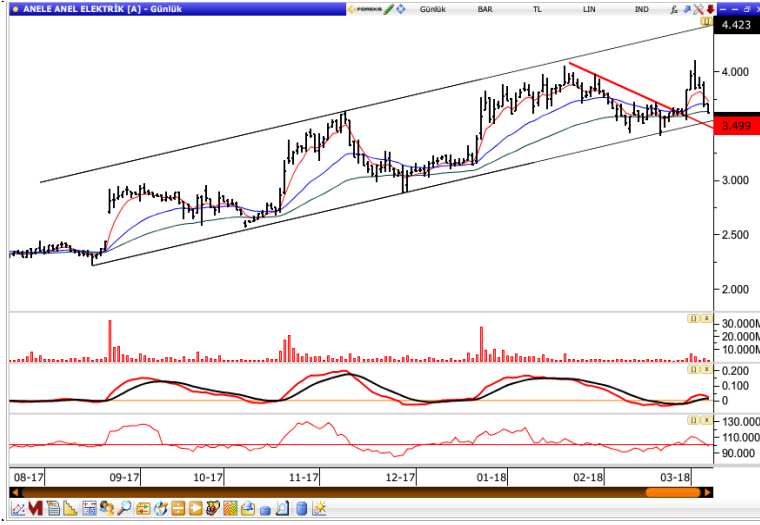 ANELE ANEL ELEKTRİK [A] - Günlük FOREKS Günlük BAR TL LIN IND fx
4.423
4.000
3.499
3.000
2.500
2.000
30.000M
20.000M
10.000M
0.200
0.100
0
130.000
110.000
90.000
08-17 09-17 10-17 11-17 12-17 01-18 02-18 03-18